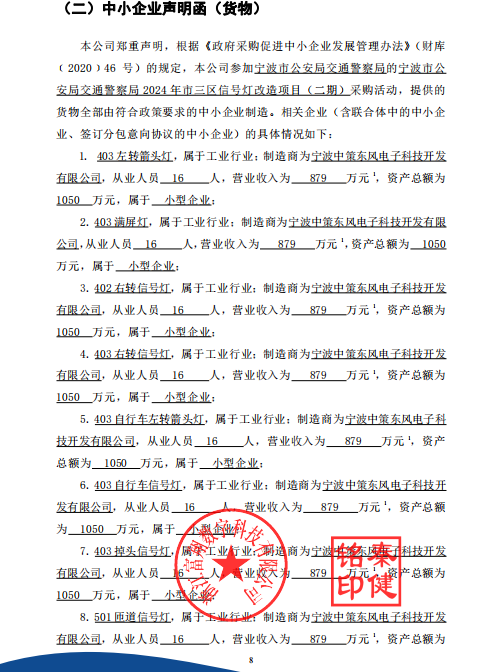 （二）中小企业声明函（货物）
本公司郑重声明，根据《政府采购促进中小企业发展管理办法》（财库
﹝2020﹞46 号）的规定，本公司参加宁波市公安局交通警察局的宁波市公
安局交通警察局 2024 年市三区信号灯改造项目（二期）采购活动，提供的
货物全部由符合政策要求的中小企业制造。相关企业（含联合体中的中小企
业、签订分包意向协议的中小企业）的具体情况如下：
1. 403 左转箭头灯，属于工业行业；制造商为宁波中策东风电子科技开发
有限公司，从业人员 16 人，营业收入为 879 万元¹，资产总额为
1050 万元，属于 小型企业；
2. 403 满屏灯，属于工业行业；制造商为宁波中策东风电子科技开发有限
公司，从业人员 16 人，营业收入为 879 万元¹，资产总额为 1050
万元，属于 小型企业；
3. 402 右转信号灯，属于工业行业；制造商为宁波中策东风电子科技开发
有限公司，从业人员 16 人，营业收入为 879 万元¹，资产总额为
1050 万元，属于 小型企业；
4. 403 右转信号灯，属于工业行业；制造商为宁波中策东风电子科技开发
有限公司，从业人员 16 人，营业收入为 879 万元¹，资产总额为
1050 万元，属于 小型企业；
5. 403 自行车左转箭头灯，属于工业行业；制造商为宁波中策东风电子科
技开发有限公司，从业人员 16 人，营业收入为 879 万元¹，资产
总额为 1050 万元，属于 小型企业；
6. 403 自行车信号灯，属于工业行业；制造商为宁波中策东风电子科技开
发有限公司，从业人员 16 人，营业收入为 879 万元¹，资产总额
为 1050 万元，属于 小型企业；
7. 403 掉头信号灯，属于工业行业；制造商为宁波中策东风电子科技开发
有限公司，从业人员 16 人，营业收入为 879 万元¹，资产总额为
1050 万元，属于 小型企业；
8. 501 匝道信号灯，属于工业行业；制造商为宁波中策东风电子科技开发
有限公司，从业人员 16 人，营业收入为 879 万元¹，资产总额为
8
数字科技有限公司
铭秦
印健